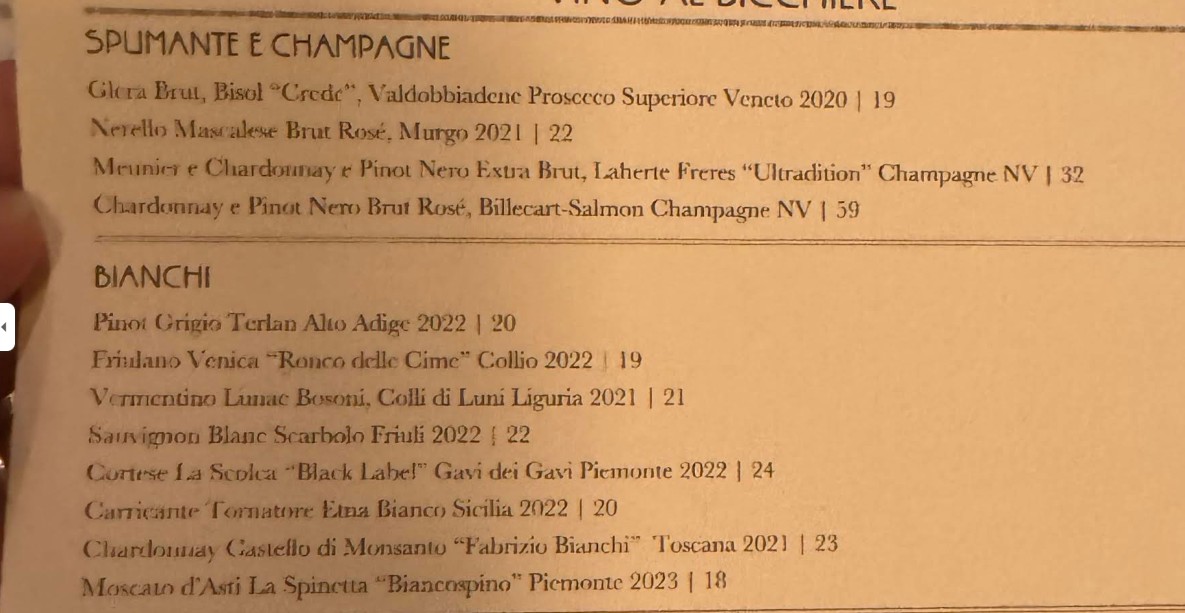 VINO AL BICCHIERE
SPUMANTE E CHAMPAGNE
Glera Brut, Bisol “Crede”, Valdobbiadene Prosecco Superiore Veneto 2020 | 19
Nerello Mascalese Brut Rosé, Murgo 2021 | 22
Meunier e Chardonnay e Pinot Nero Extra Brut, Laherte Freres “Ultradition” Champagne NV | 32
Chardonnay e Pinot Nero Brut Rosé, Billecart-Salmon Champagne NV | 59
BIANCHI
Pinot Grigio Terlan Alto Adige 2022 | 20
Friulano Venica “Ronco delle Cime” Collio 2022 | 19
Vermentino Lunae Bosoni, Colli di Luni Liguria 2021 | 21
Sauvignon Blanc Scarbolo Friuli 2022 | 22
Cortese La Scolca “Black Label” Gavi dei Gavi Piemonte 2022 | 24
Carricante Tornatore Etna Bianco Sicilia 2022 | 20
Chardonnay Castello di Monsanto “Fabrizio Bianchi” Toscana 2021 | 23
Moscato d’Asti La Spinetta “Biancospino” Piemonte 2023 | 18